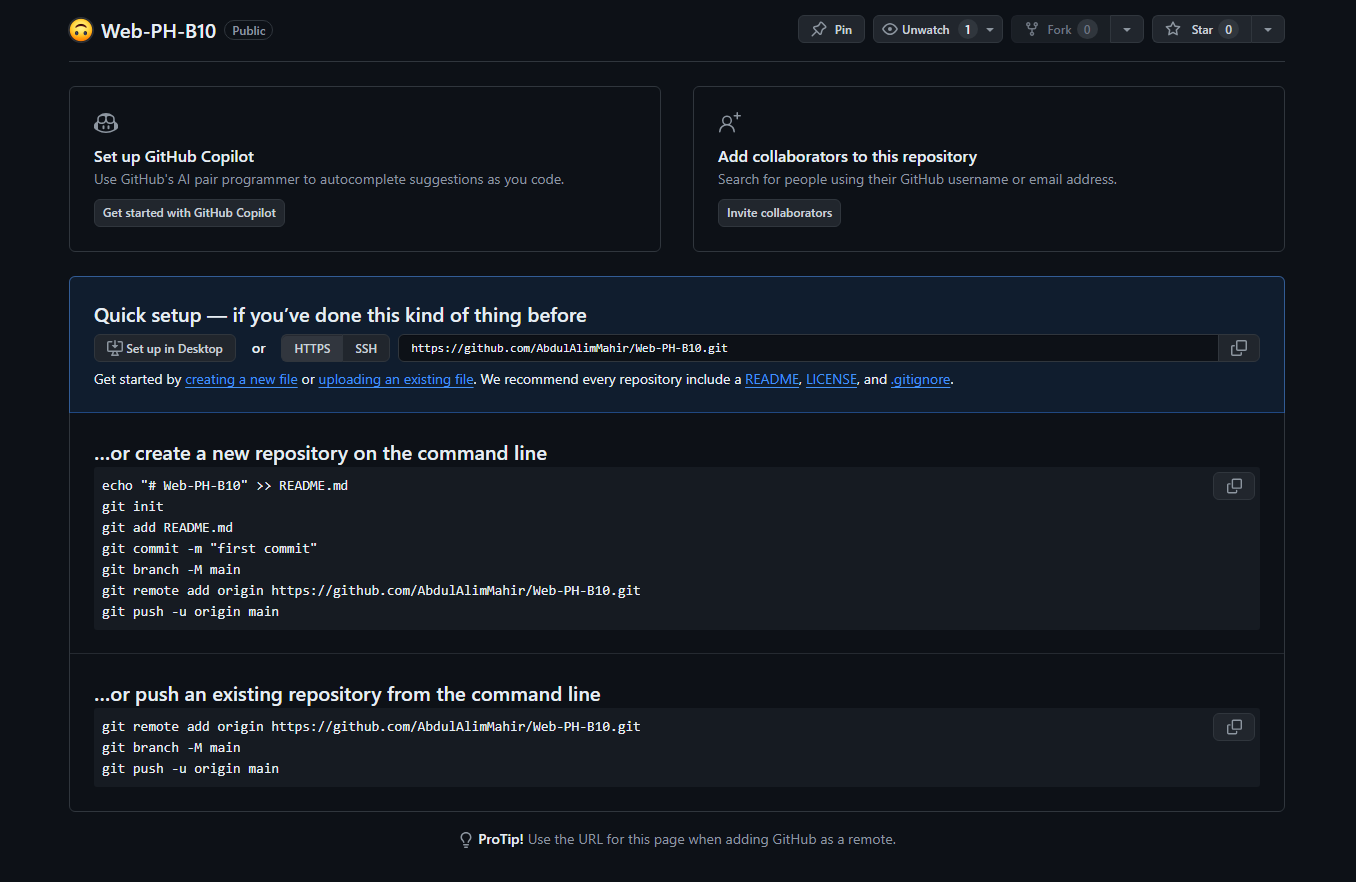 Web-PH-B10 Public Pin Unwatch 1 Fork 0 Star 0
Set up GitHub Copilot
Use GitHub's AI pair programmer to autocomplete suggestions as you code.
Get started with GitHub Copilot
Add collaborators to this repository
Search for people using their GitHub username or email address.
Invite collaborators
Quick setup — if you’ve done this kind of thing before
Set up in Desktop or HTTPS SSH https://github.com/AbdulAlimMahir/Web-PH-B10.git
Get started by creating a new file or uploading an existing file. We recommend every repository include a README, LICENSE, and .gitignore.
…or create a new repository on the command line
echo "# Web-PH-B10" >> README.md
git init
git add README.md
git commit -m "first commit"
git branch -M main
git remote add origin https://github.com/AbdulAlimMahir/Web-PH-B10.git
git push -u origin main
…or push an existing repository from the command line
git remote add origin https://github.com/AbdulAlimMahir/Web-PH-B10.git
git branch -M main
git push -u origin main
ProTip! Use the URL for this page when adding GitHub as a remote.